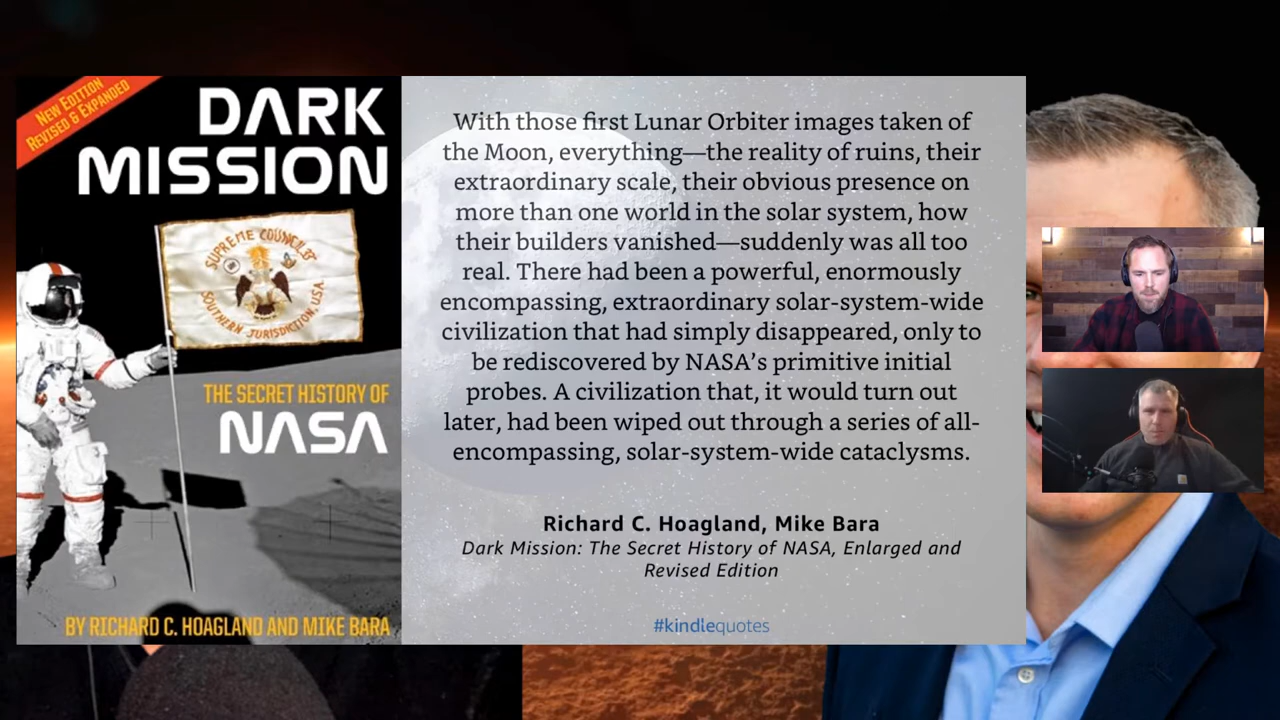 NEW EDITION
REVISED & EXPANDED
DARK
MISSION
SUPREME COUNCIL 33°
SOUTHERN JURISDICTION, U.S.A.
THE SECRET HISTORY OF
NASA
BY RICHARD C. HOAGLAND AND MIKE BARA
With those first Lunar Orbiter images taken of
the Moon, everything—the reality of ruins, their
extraordinary scale, their obvious presence on
more than one world in the solar system, how
their builders vanished—suddenly was all too
real. There had been a powerful, enormously
encompassing, extraordinary solar-system-wide
civilization that had simply disappeared, only to
be rediscovered by NASA’s primitive initial
probes. A civilization that, it would turn out
later, had been wiped out through a series of all-
encompassing, solar-system-wide cataclysms.
Richard C. Hoagland, Mike Bara
Dark Mission: The Secret History of NASA, Enlarged and
Revised Edition
#kindlequotes